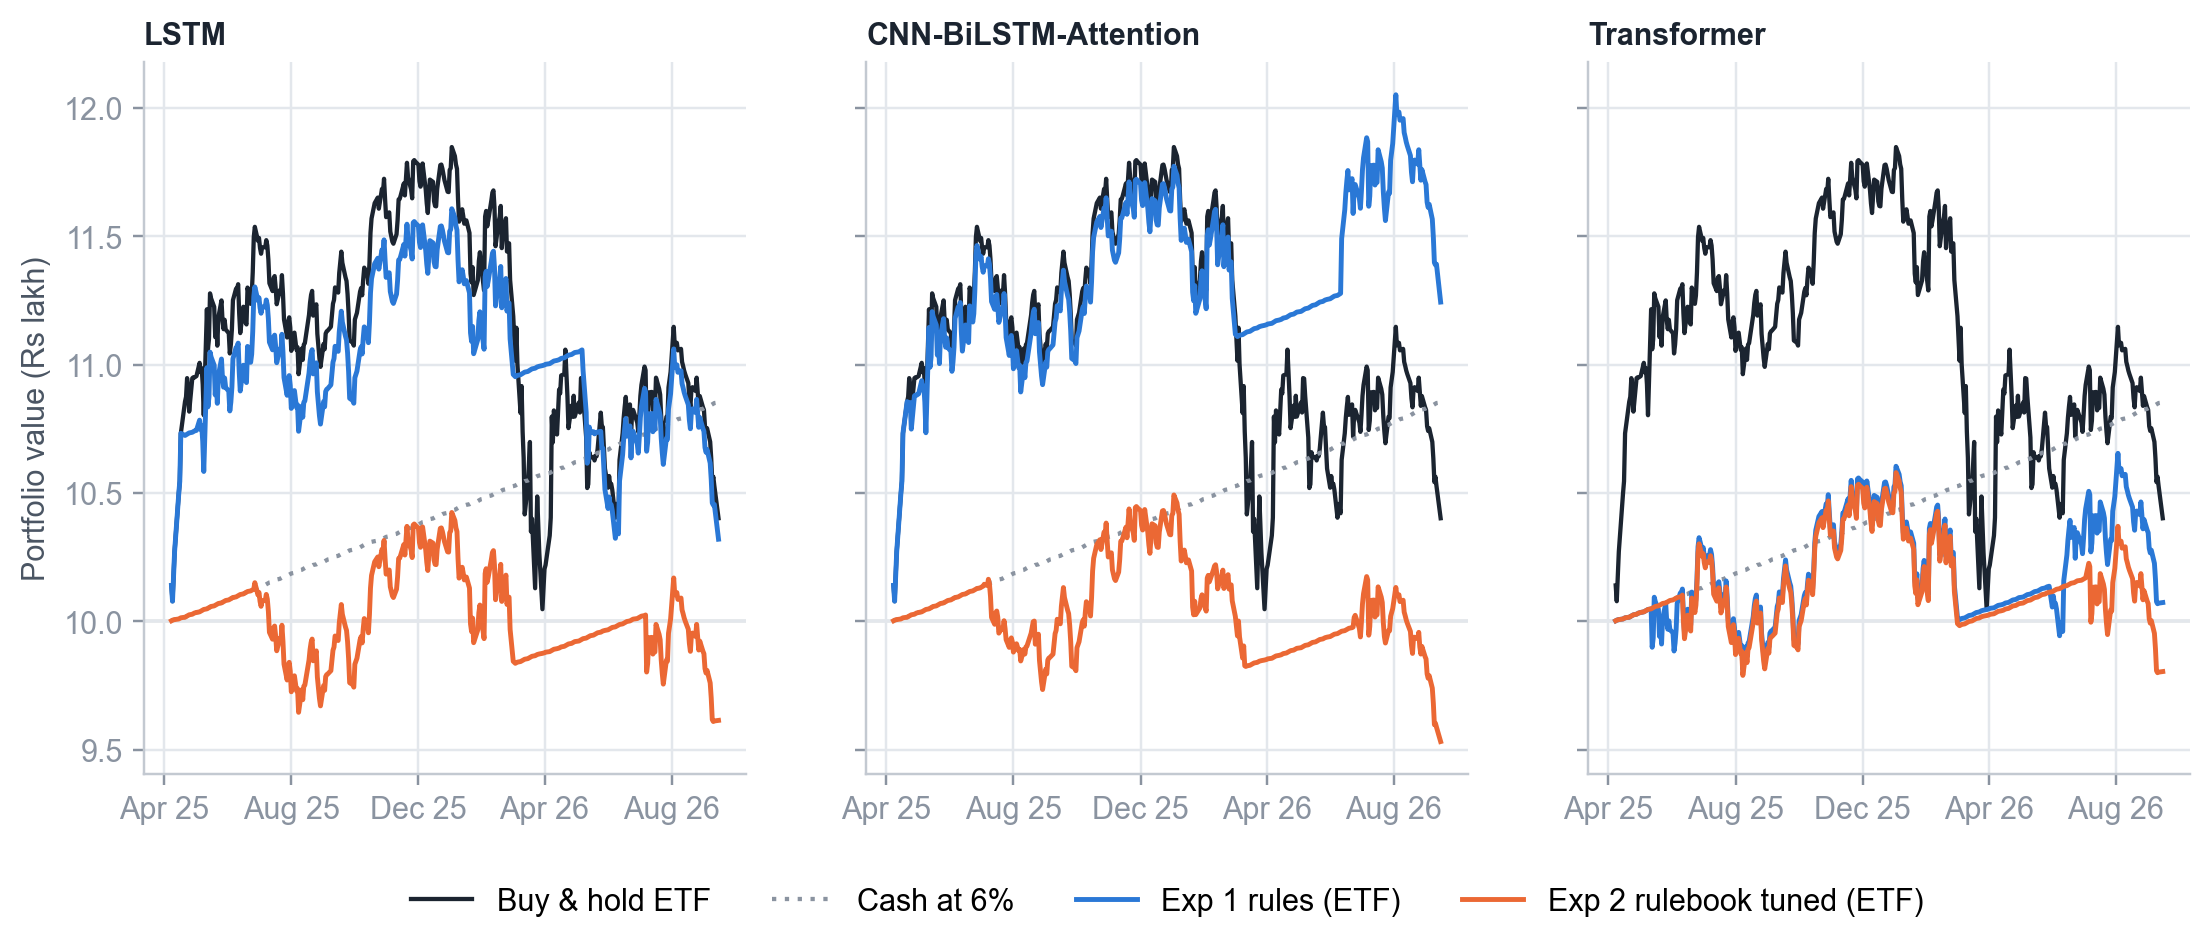 LSTM
CNN-BiLSTM-Attention
Transformer
Portfolio value (Rs lakh)
12.0
11.5
11.0
10.5
10.0
9.5
Apr 25 Aug 25 Dec 25 Apr 26 Aug 26
Apr 25 Aug 25 Dec 25 Apr 26 Aug 26
Apr 25 Aug 25 Dec 25 Apr 26 Aug 26
Buy & hold ETF
Cash at 6%
Exp 1 rules (ETF)
Exp 2 rulebook tuned (ETF)